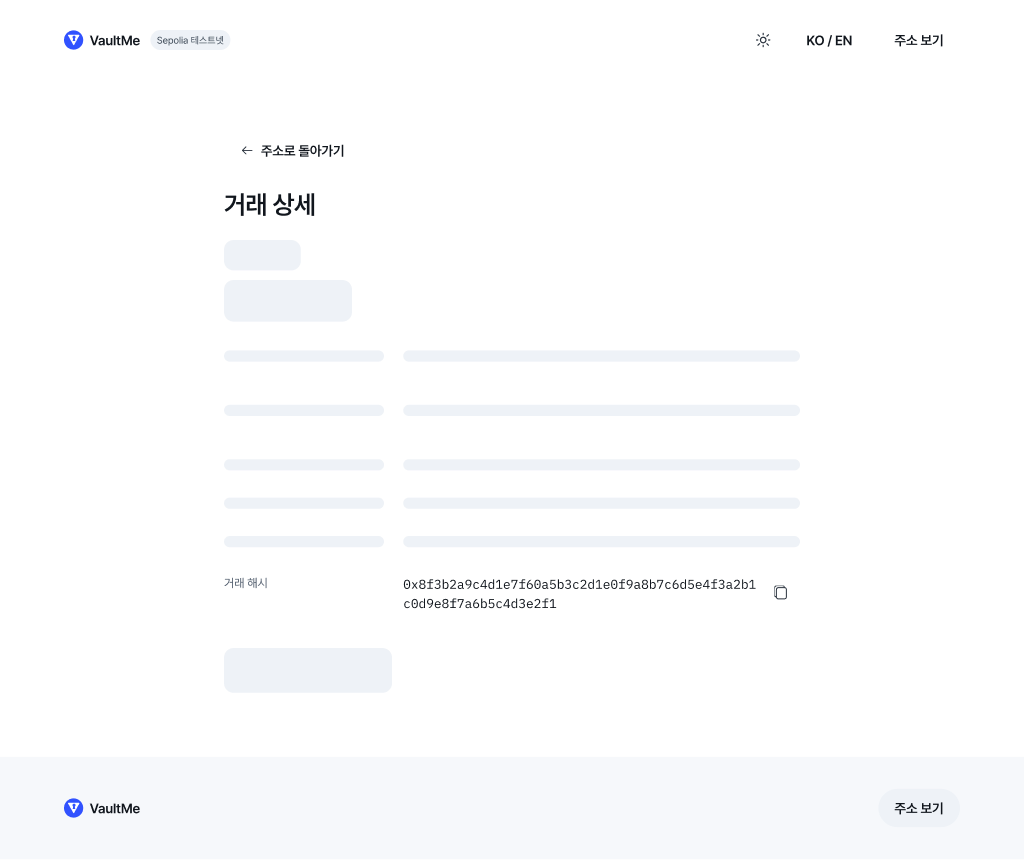 VaultMe
Sepolia 테스트넷
KO / EN
주소 보기
← 주소로 돌아가기
거래 상세
거래 해시
0x8f3b2a9c4d1e7f60a5b3c2d1e0f9a8b7c6d5e4f3a2b1
c0d9e8f7a6b5c4d3e2f1
VaultMe
주소 보기